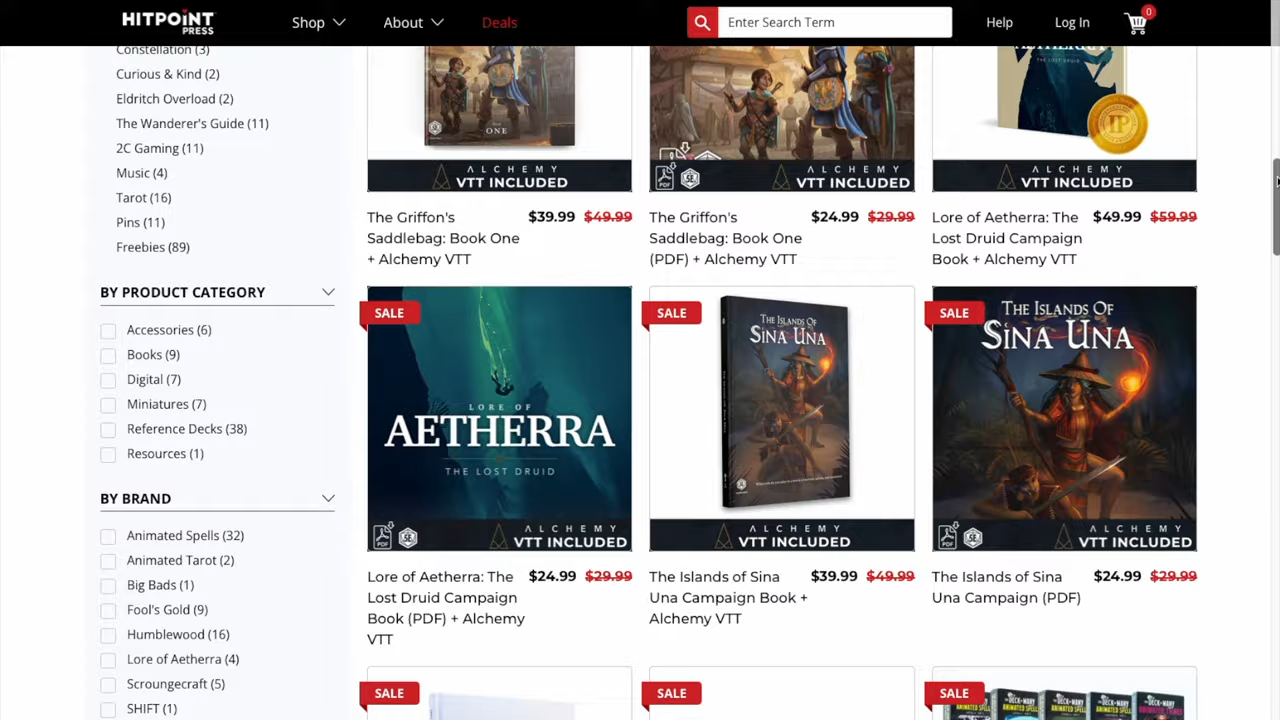 HITPOINT
PRESS
Shop
About
Deals
Enter Search Term
Help
Log In
0
Constellation (3)
Curious & Kind (2)
Eldritch Overload (2)
The Wanderer's Guide (11)
2C Gaming (11)
Music (4)
Tarot (16)
Pins (11)
Freebies (89)
BY PRODUCT CATEGORY
Accessories (6)
Books (9)
Digital (7)
Miniatures (7)
Reference Decks (38)
Resources (1)
BY BRAND
Animated Spells (32)
Animated Tarot (2)
Big Bads (1)
Fool's Gold (9)
Humblewood (16)
Lore of Aetherra (4)
Scroungecraft (5)
SHIFT (1)
ONE
ALCHEMY
VTT INCLUDED
The Griffon's $39.99 $49.99
Saddlebag: Book One
+ Alchemy VTT
PDF 5E
ALCHEMY
VTT INCLUDED
The Griffon's $24.99 $29.99
Saddlebag: Book One
(PDF) + Alchemy VTT
AETHERRA
THE LOST DRUID
ALCHEMY
VTT INCLUDED
Lore of Aetherra: The $49.99 $59.99
Lost Druid Campaign
Book + Alchemy VTT
SALE
LORE OF
AETHERRA
THE LOST DRUID
PDF 5E
ALCHEMY
VTT INCLUDED
Lore of Aetherra: The $24.99 $29.99
Lost Druid Campaign
Book (PDF) + Alchemy
VTT
SALE
THE ISLANDS OF
SINA UNA
ALCHEMY
VTT INCLUDED
The Islands of Sina $39.99 $49.99
Una Campaign Book +
Alchemy VTT
SALE
THE ISLANDS OF
SINA UNA
PDF 5E
ALCHEMY
VTT INCLUDED
The Islands of Sina $24.99 $29.99
Una Campaign (PDF)
SALE
SALE
SALE